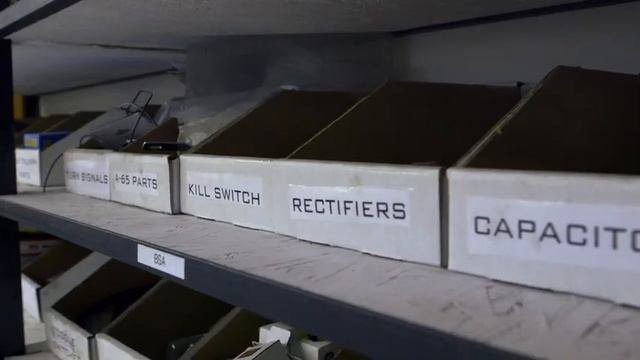 TURN SIGNALS
A-65 PARTS
KILL SWITCH
RECTIFIERS
CAPACITO
BSA